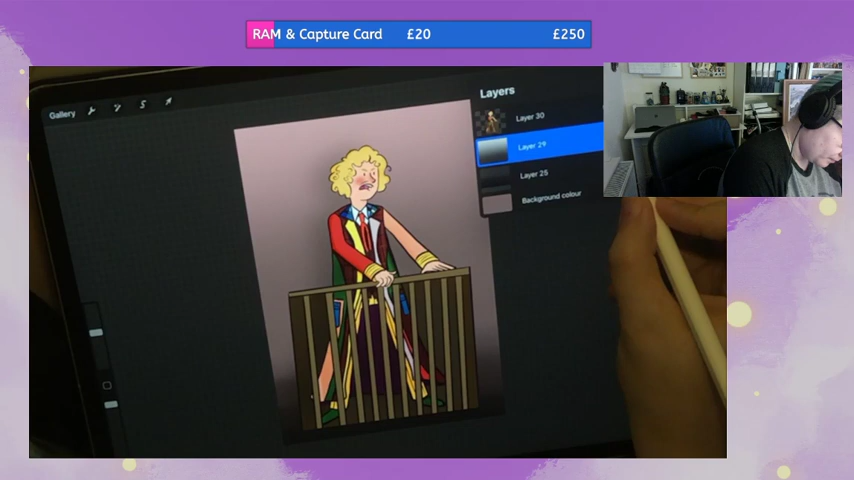 RAM & Capture Card £20 £250
Gallery
Layers
Layer 30
Layer 29
Layer 25
Background colour